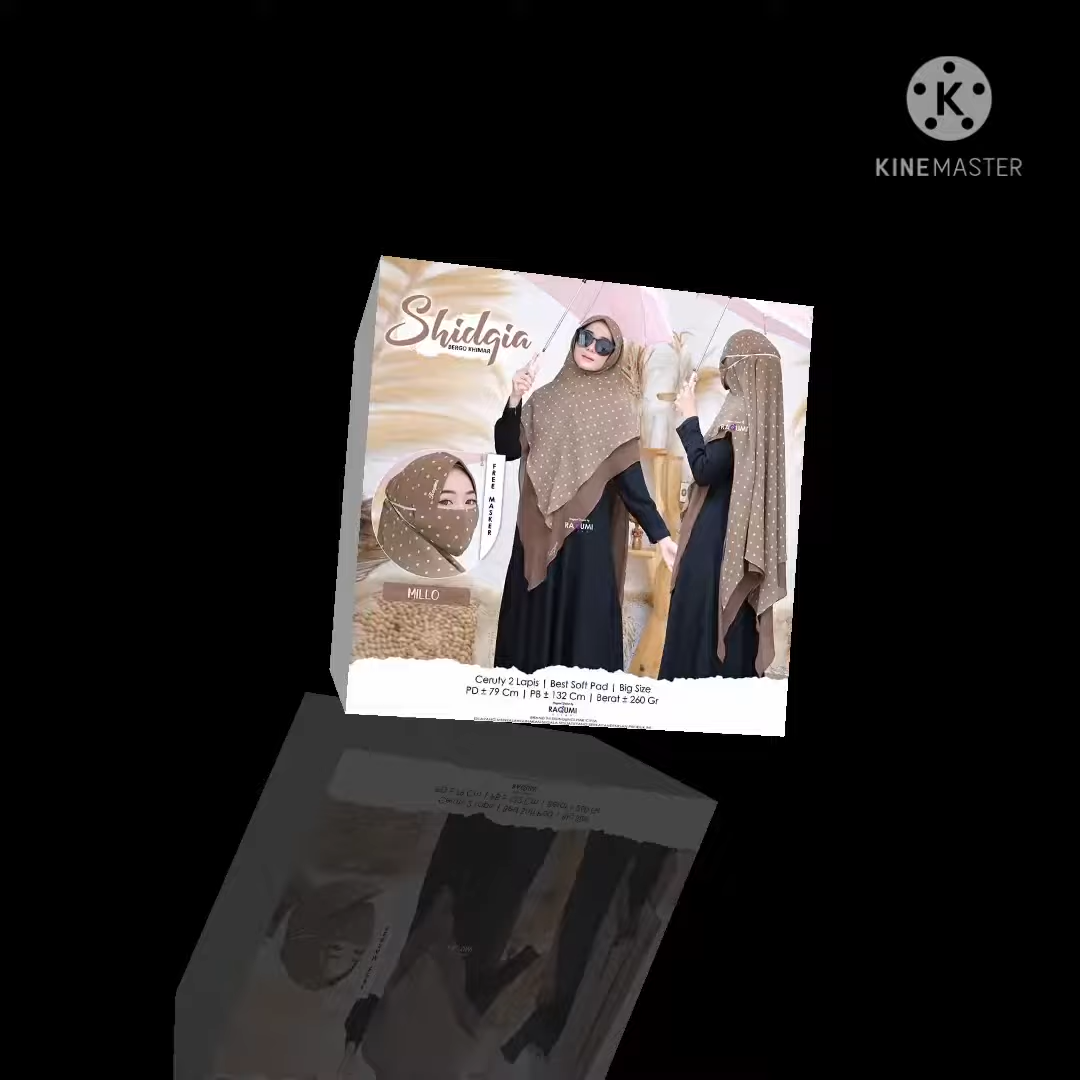 KINEMASTER
Shidqia
BERGO KHIMAR
FREE MASKER
MILLO
RAQUMI
RAQUMI
Ceruty 2 Lapis | Best Soft Pad | Big Size
PD ± 79 Cm | PB ± 132 Cm | Berat ± 260 Gr
RAQUMI